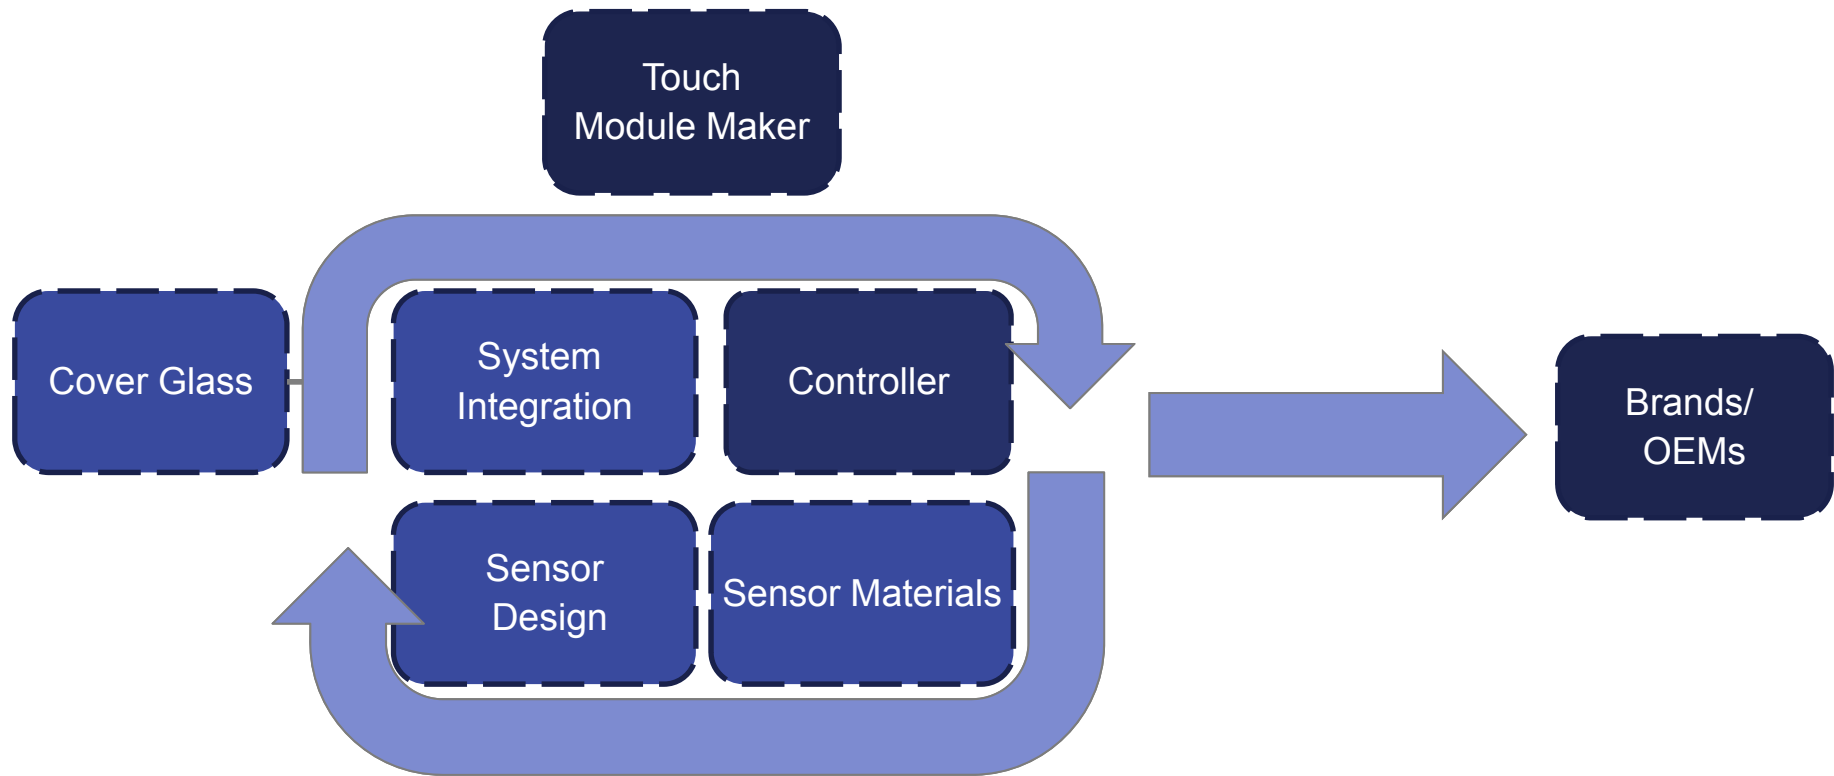 Touch
Module Maker
Cover Glass
System
Integration
Controller
Brands/
OEMs
Sensor
Design
Sensor Materials